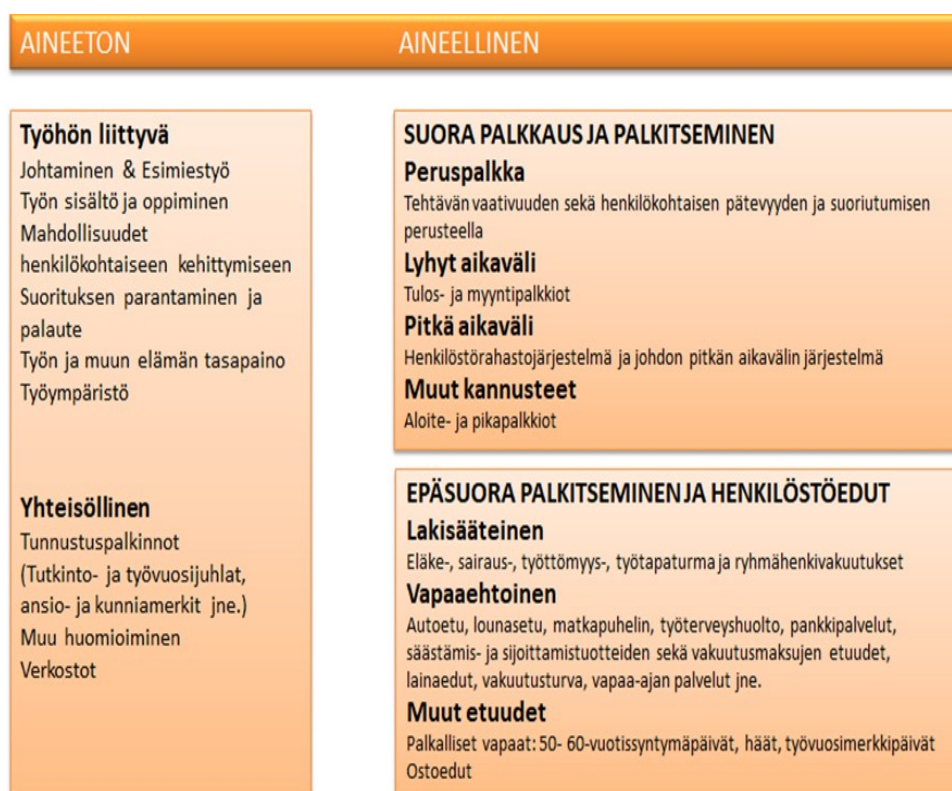 AINEETON
AINEELLINEN
Työhön liittyvä
Johtaminen & Esimiestyö
Työn sisältö ja oppiminen
Mahdollisuudet
henkilökohtaiseen kehittymiseen
Suorituksen parantaminen ja
palaute
Työn ja muun elämän tasapaino
Työympäristö
Yhteisöllinen
Tunnustuspalkinnot
(Tutkinto- ja työvuosijuhlat,
ansio- ja kunniamerkit jne.)
Muu huomioiminen
Verkostot
SUORA PALKKAUS JA PALKITSEMINEN
Peruspalkka
Tehtävän vaativuuden sekä henkilökohtaisen pätevyyden ja suoriutumisen
perusteella
Lyhyt aikaväli
Tulos- ja myyntipalkkiot
Pitkä aikaväli
Henkilöstörahastojärjestelmä ja johdon pitkän aikavälin järjestelmä
Muut kannusteet
Aloite- ja pikapalkkiot
EPÄSUORA PALKITSEMINEN JA HENKILÖSTÖEDUT
Lakisääteinen
Eläke-, sairaus-, työttömyys-, työtapaturma ja ryhmähenkivakuutukset
Vapaaehtoinen
Autoetu, lounasetu, matkapuhelin, työterveyshuolto, pankkipalvelut,
säästämis- ja sijoittamistuotteiden sekä vakuutusmaksujen etuudet,
lainaedut, vakuutusturva, vapaa-ajan palvelut jne.
Muut etuudet
Palkalliset vapaat: 50- 60-vuotissyntymäpäivät, häät, työvuosimerkkipäivät
Ostoedut